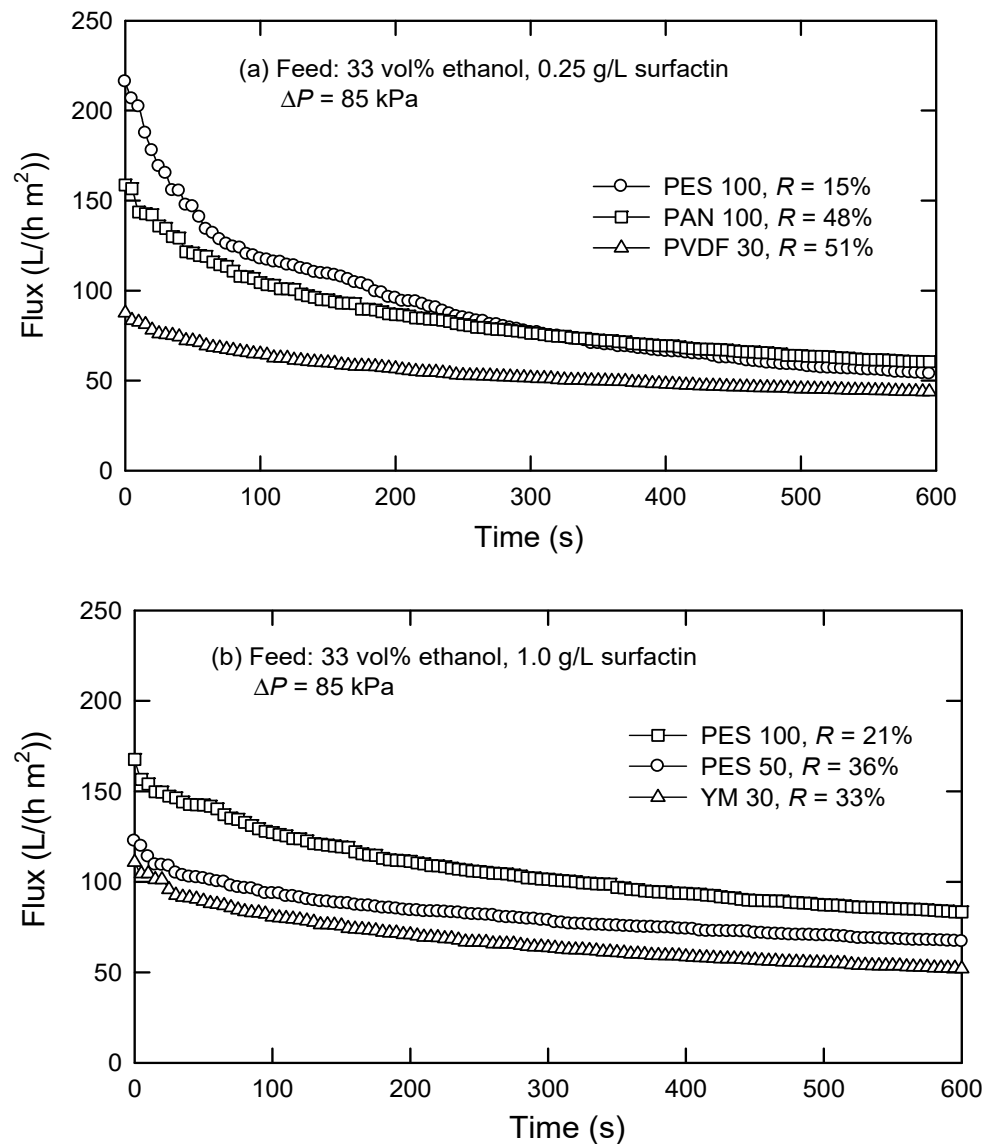 250
200
150
100
50
0
Flux (L/(h m²))
(a) Feed: 33 vol% ethanol, 0.25 g/L surfactin
ΔP = 85 kPa
PES 100, R = 15%
PAN 100, R = 48%
PVDF 30, R = 51%
0 100 200 300 400 500 600
Time (s)
250
200
150
100
50
0
Flux (L/(h m²))
(b) Feed: 33 vol% ethanol, 1.0 g/L surfactin
ΔP = 85 kPa
PES 100, R = 21%
PES 50, R = 36%
YM 30, R = 33%
0 100 200 300 400 500 600
Time (s)